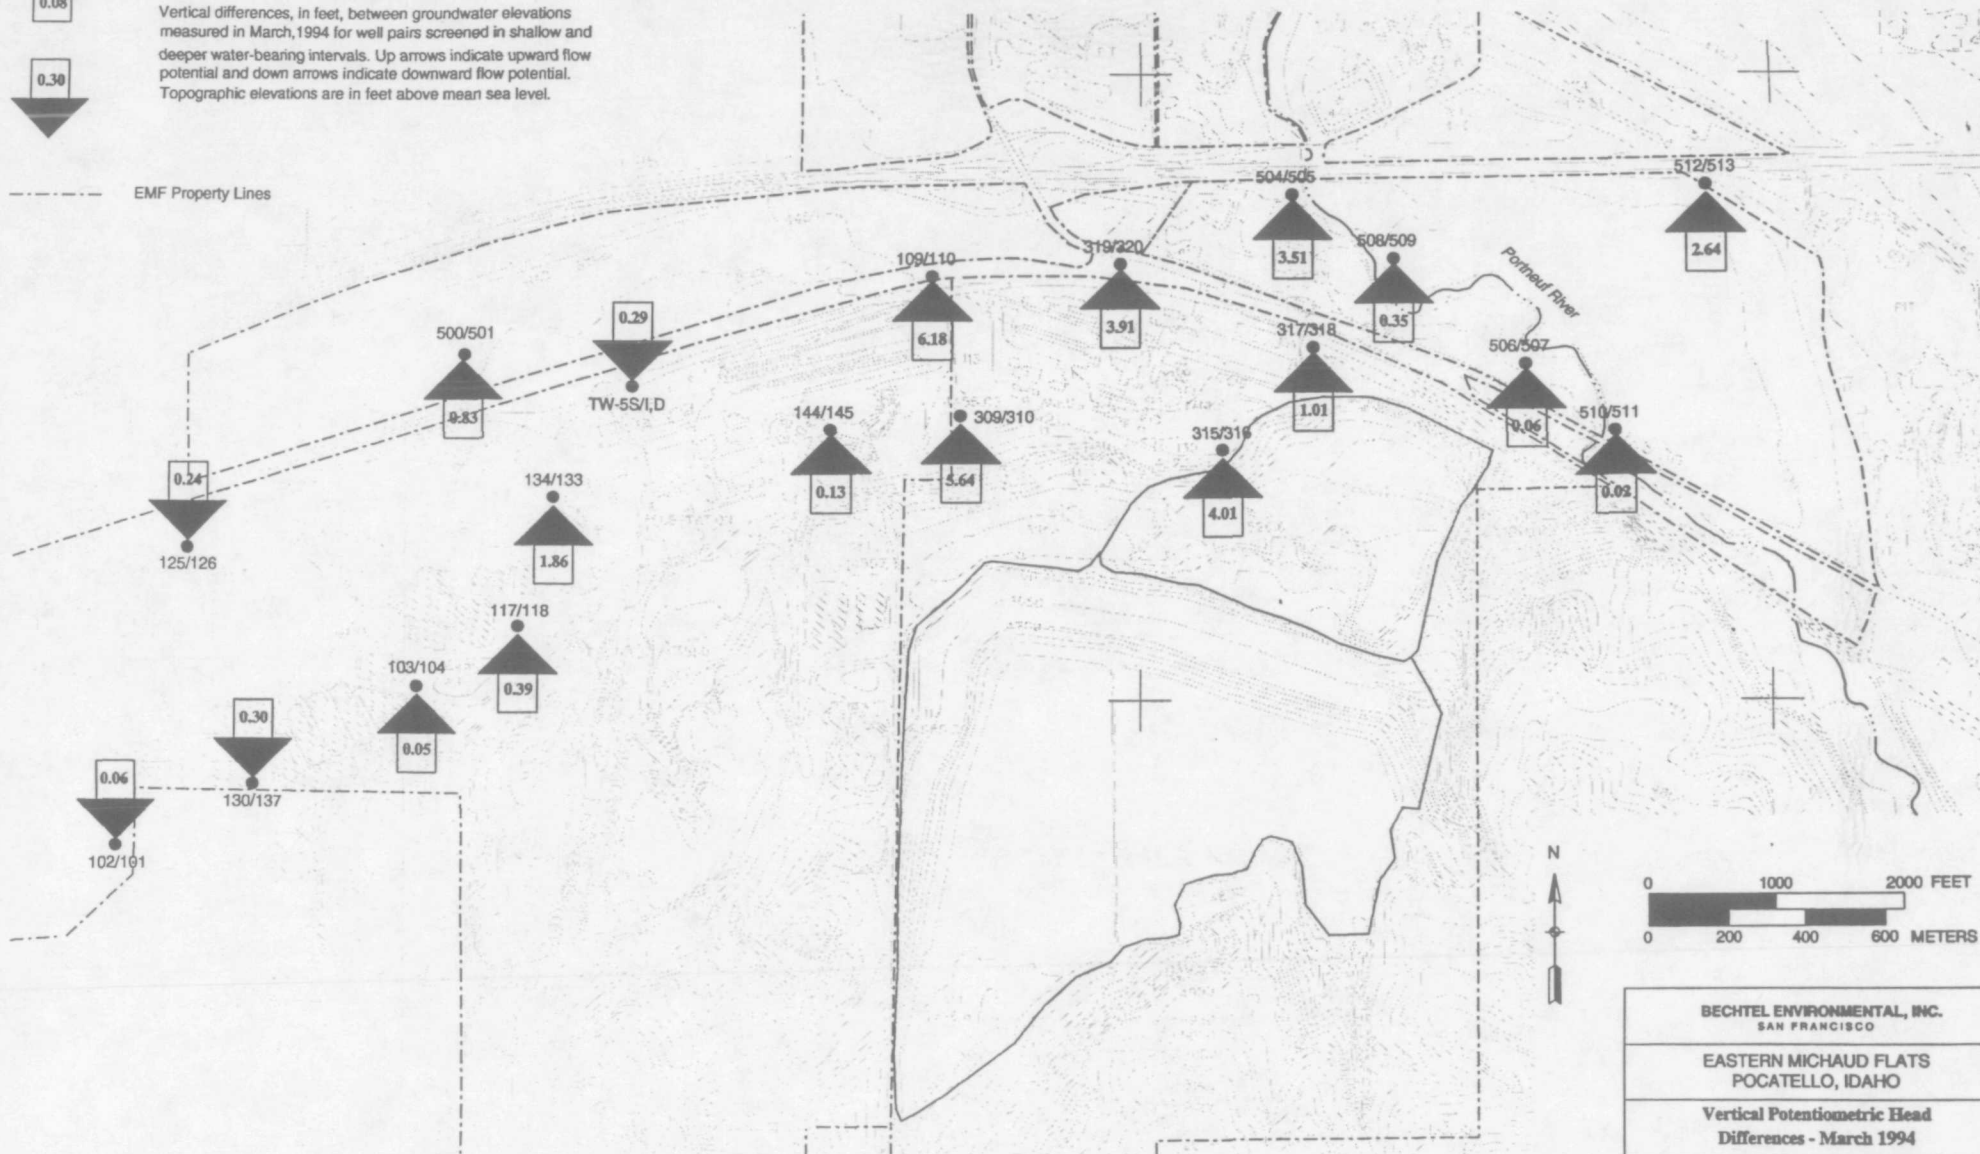 0.08
Vertical differences, in feet, between groundwater elevations
measured in March,1994 for well pairs screened in shallow and
deeper water-bearing intervals. Up arrows indicate upward flow
potential and down arrows indicate downward flow potential.
Topographic elevations are in feet above mean sea level.
0.30
EMF Property Lines
512/513
2.64
504/505
3.51
508/509
0.35
Portneuf River
319/320
3.91
109/110
6.18
317/318
1.01
506/507
0.06
510/511
0.02
0.29
TW-5S/I,D
500/501
0.83
144/145
0.13
309/310
5.64
315/316
4.01
0.24
125/126
134/133
1.86
117/118
0.39
103/104
0.05
0.30
130/137
0.06
102/101
N
0 1000 2000 FEET
0 200 400 600 METERS
BECHTEL ENVIRONMENTAL, INC.
SAN FRANCISCO
EASTERN MICHAUD FLATS
POCATELLO, IDAHO
Vertical Potentiometric Head
Differences - March 1994